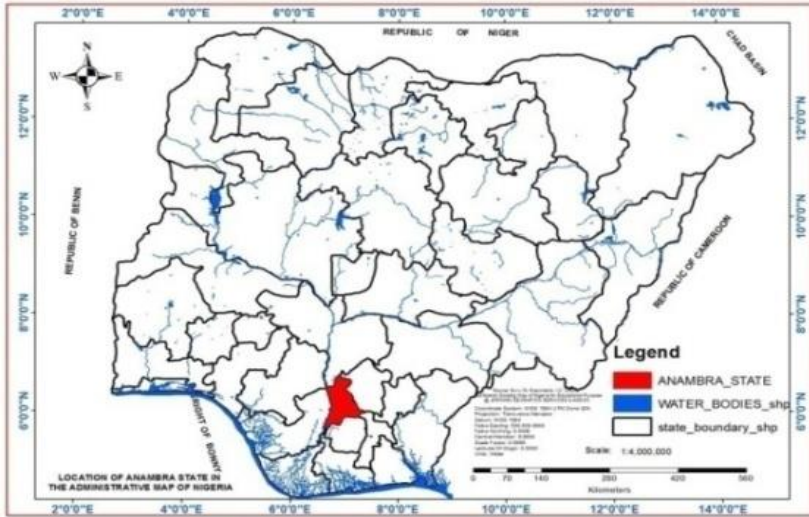 2°0'0"E 4°0'0"E 6°0'0"E 8°0'0"E 10°0'0"E 12°0'0"E 14°0'0"E
REPUBLIC OF NIGER
CHAD BASIN
N
W E
S
12°0'0"N 12°0'0"N
10°0'0"N 10°0'0"N
8°0'0"N 8°0'0"N
6°0'0"N 6°0'0"N
REPUBLIC OF BENIN
REPUBLIC OF CAMEROON
BIGHT OF BONNY
Legend
ANAMBRA_STATE
WATER_BODIES_shp
state_boundary_shp
Scale: 1:4,000,000
0 70 140 280 420 560
Kilometers
LOCATION OF ANAMBRA STATE IN
THE ADMINISTRATIVE MAP OF NIGERIA
2°0'0"E 4°0'0"E 6°0'0"E 8°0'0"E 10°0'0"E 12°0'0"E 14°0'0"E